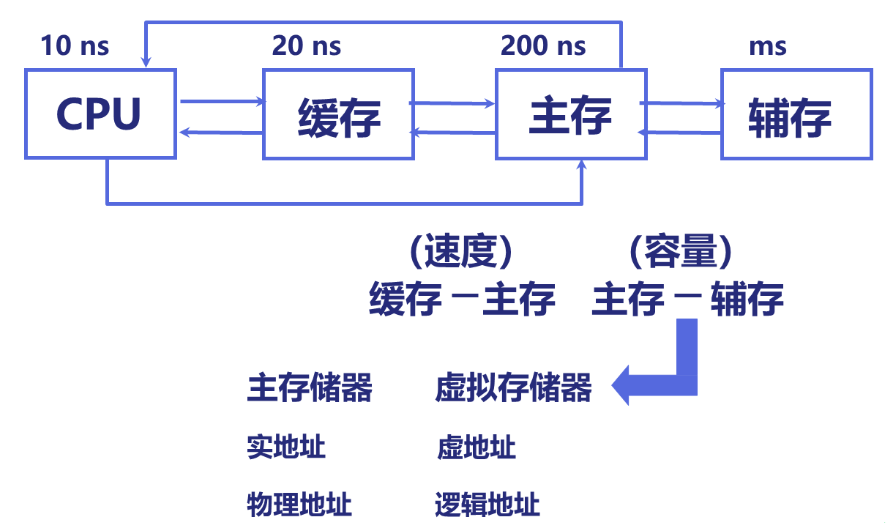 10 ns 20 ns 200 ns ms
CPU 缓存 主存 辅存
(速度) (容量)
缓存 — 主存 主存 — 辅存
主存储器 虚拟存储器
实地址 虚地址
物理地址 逻辑地址